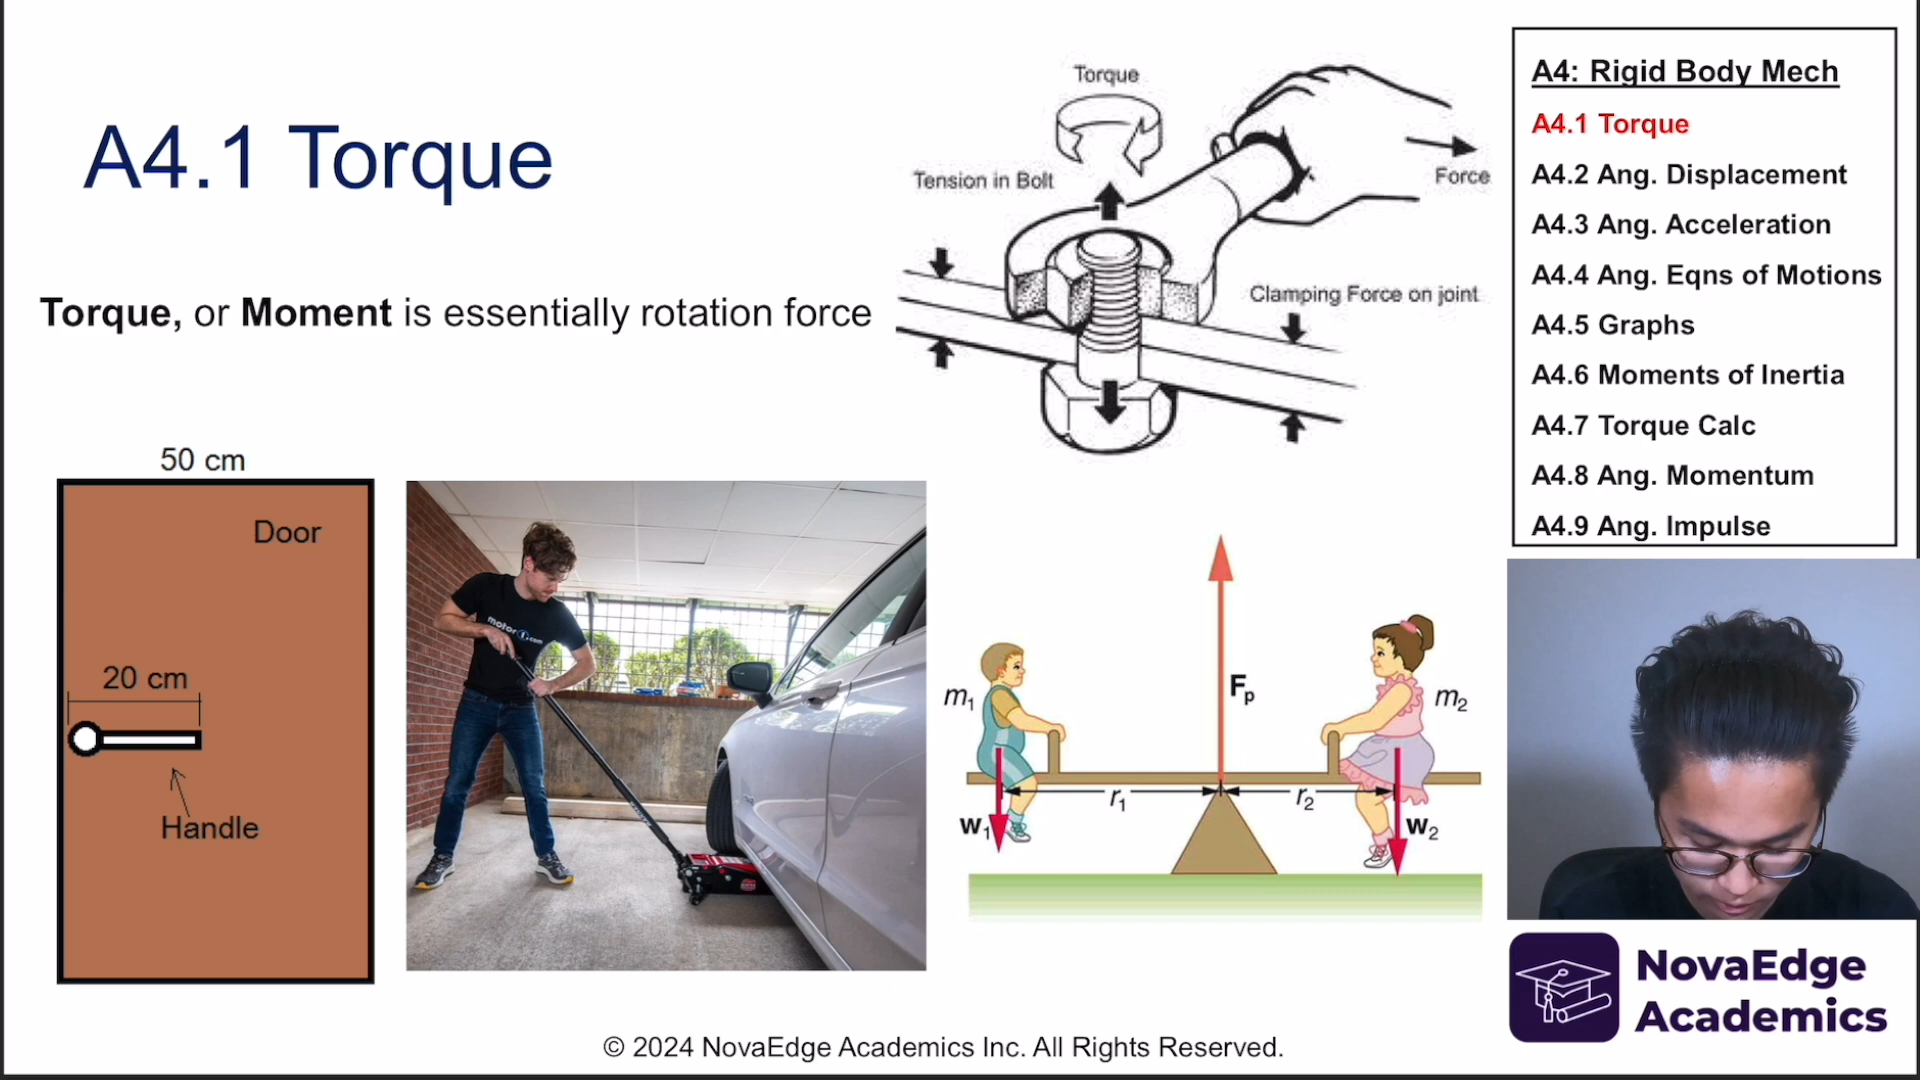 A4.1 Torque
Torque, or Moment is essentially rotation force
Torque
Tension in Bolt
Force
Clamping Force on joint
A4: Rigid Body Mech
A4.1 Torque
A4.2 Ang. Displacement
A4.3 Ang. Acceleration
A4.4 Ang. Eqns of Motions
A4.5 Graphs
A4.6 Moments of Inertia
A4.7 Torque Calc
A4.8 Ang. Momentum
A4.9 Ang. Impulse
50 cm
Door
20 cm
Handle
motor1.com
Fp
m1
m2
r1
r2
w1
w2
NovaEdge
Academics
© 2024 NovaEdge Academics Inc. All Rights Reserved.